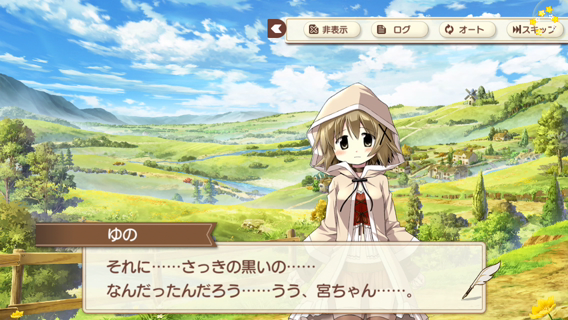 非表示
ログ
オート
スキップ
ゆの
それに……さっきの黒いの……
なんだったんだろう……うう、宮ちゃん……。